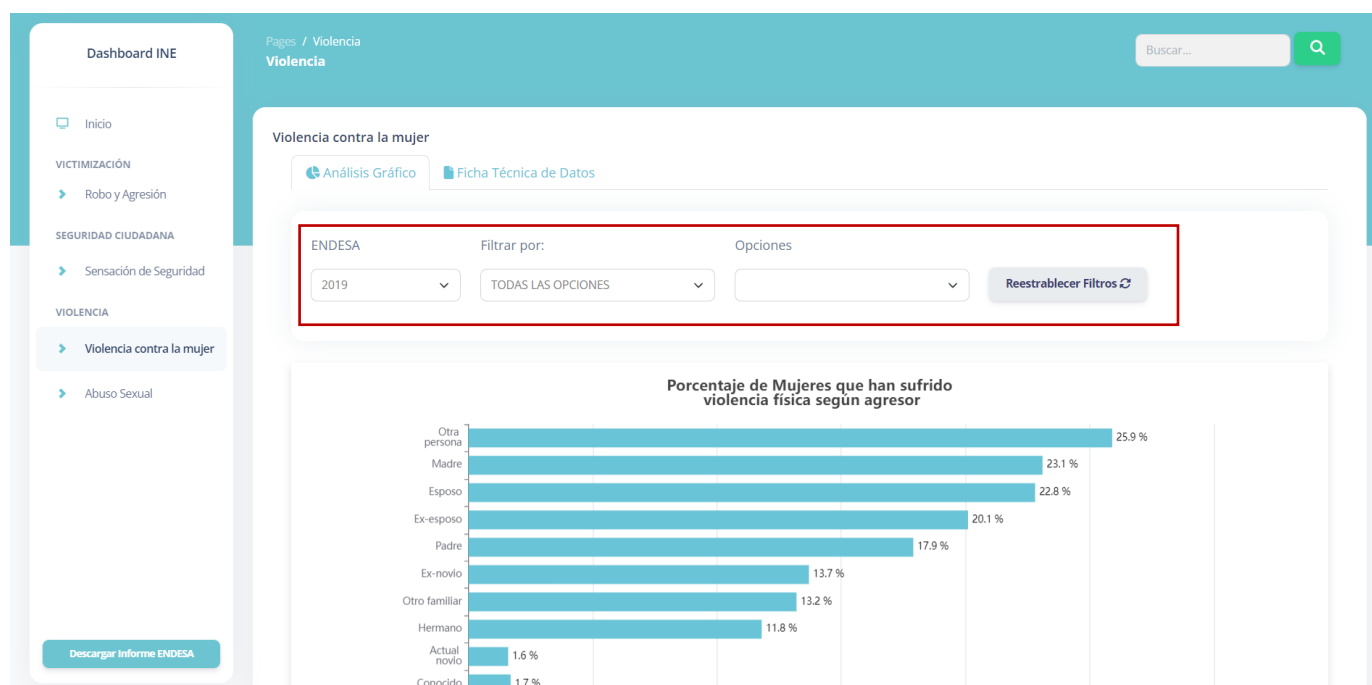 Dashboard INE
Pages / Violencia
Violencia
Buscar...
Inicio
VICTIMIZACIÓN
Robo y Agresión
SEGURIDAD CIUDADANA
Sensación de Seguridad
VIOLENCIA
Violencia contra la mujer
Abuso Sexual
Descargar Informe ENDESA
Violencia contra la mujer
Análisis Gráfico
Ficha Técnica de Datos
ENDESA
Filtrar por:
Opciones
2019
TODAS LAS OPCIONES
Reestrablecer Filtros
Porcentaje de Mujeres que han sufrido
violencia física según agresor
Otra
persona
25.9 %
Madre
23.1 %
Esposo
22.8 %
Ex-esposo
20.1 %
Padre
17.9 %
Ex-novio
13.7 %
Otro familiar
13.2 %
Hermano
11.8 %
Actual
novio
1.6 %
Conocido
1.7 %